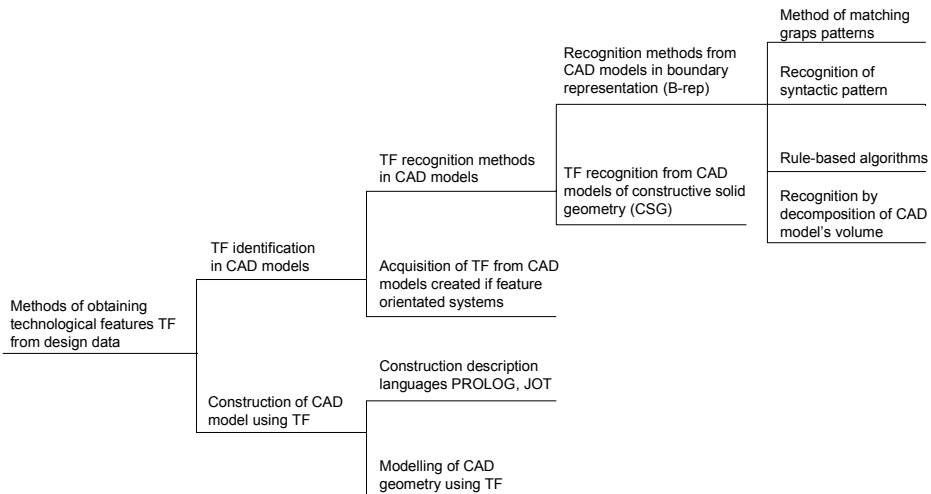 Methods of obtaining
technological features TF
from design data
TF identification
in CAD models
Construction of CAD
model using TF
TF recognition methods
in CAD models
Acquisition of TF from CAD
models created if feature
orientated systems
Construction description
languages PROLOG, JOT
Modelling of CAD
geometry using TF
Recognition methods from
CAD models in boundary
representation (B-rep)
TF recognition from CAD
models of constructive solid
geometry (CSG)
Method of matching
graps patterns
Recognition of
syntactic pattern
Rule-based algorithms
Recognition by
decomposition of CAD
model's volume